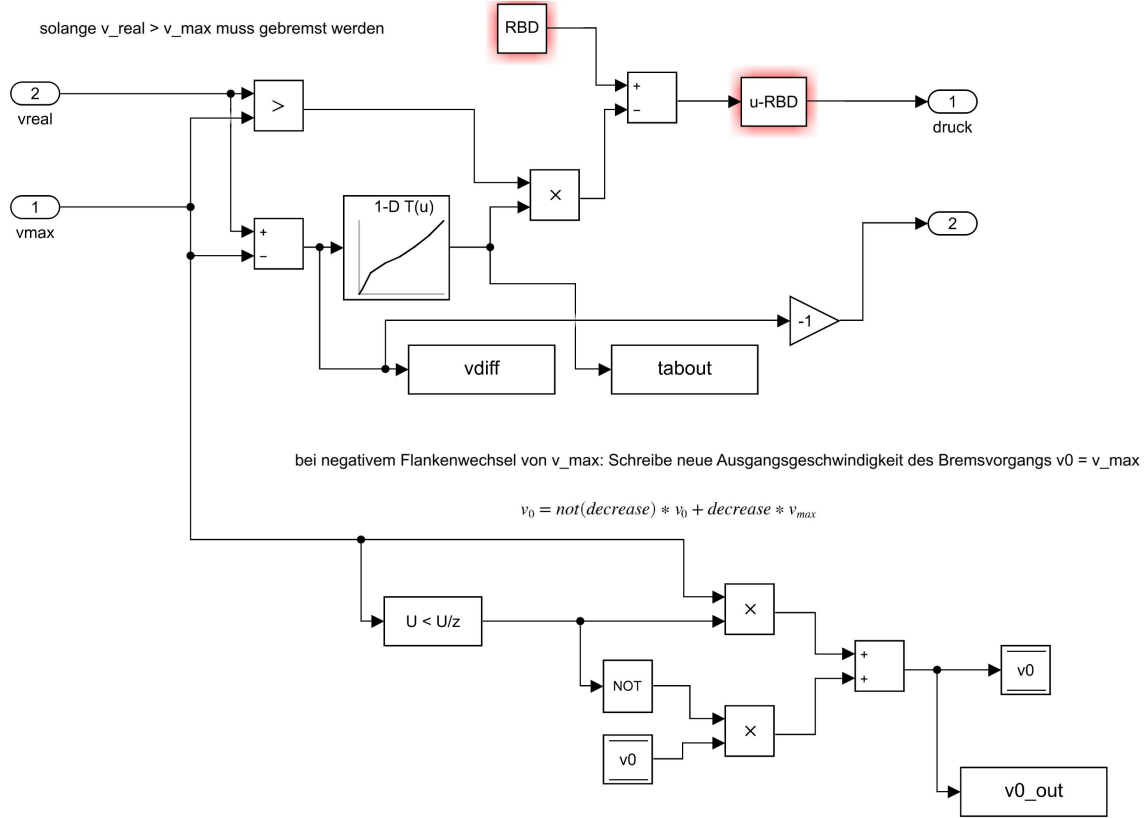 solange v_real > v_max muss gebremst werden
RBD
2
vreal
>
+
−
u-RBD
1
druck
1
vmax
1-D T(u)
×
+
−
2
-1
vdiff
tabout
bei negativem Flankenwechsel von v_max: Schreibe neue Ausgangsgeschwindigkeit des Bremsvorgangs v0 = v_max
v₀ = not(decrease) ∗ v₀ + decrease ∗ vₘₐₓ
×
U < U/z
+
+
v0
NOT
×
v0
v0_out